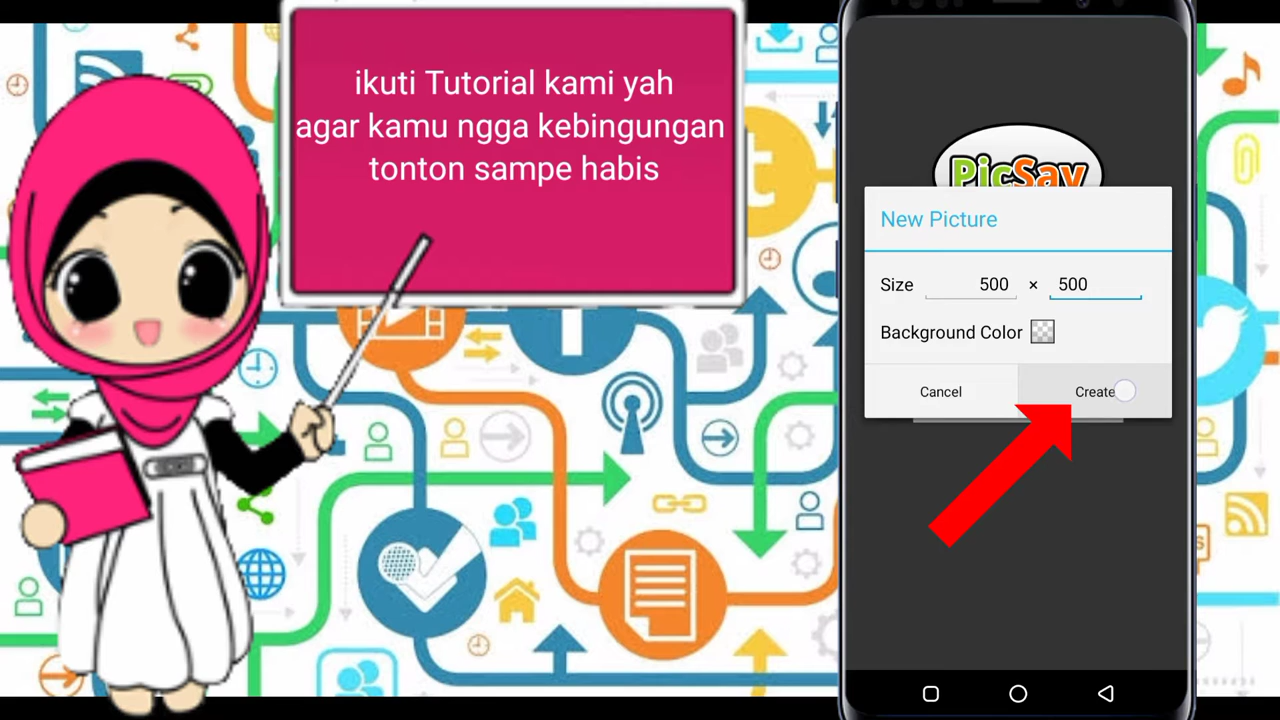 ikuti Tutorial kami yah
agar kamu ngga kebingungan
tonton sampe habis
PicSay
New Picture
Size 500 × 500
Background Color
Cancel Create